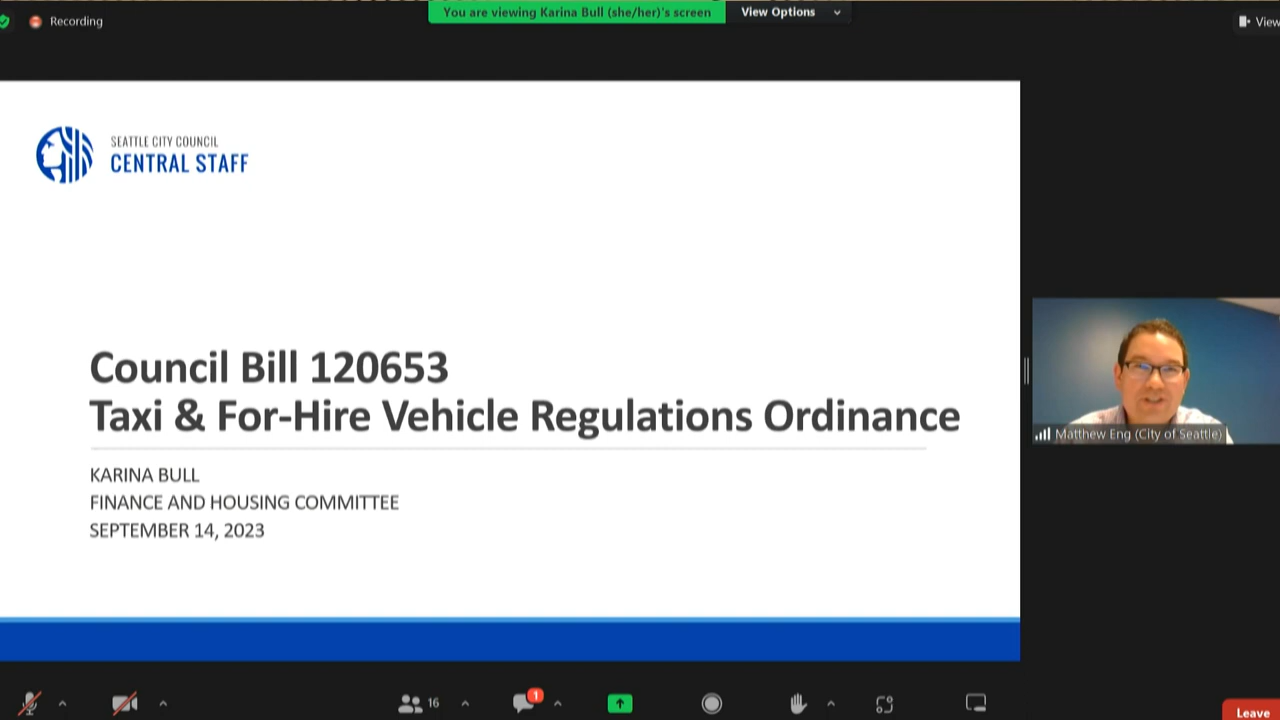 Recording
You are viewing Karina Bull (she/her)'s screen
View Options
View
SEATTLE CITY COUNCIL
CENTRAL STAFF
Council Bill 120653
Taxi & For-Hire Vehicle Regulations Ordinance
KARINA BULL
FINANCE AND HOUSING COMMITTEE
SEPTEMBER 14, 2023
Matthew Eng (City of Seattle)
16
1
Leave